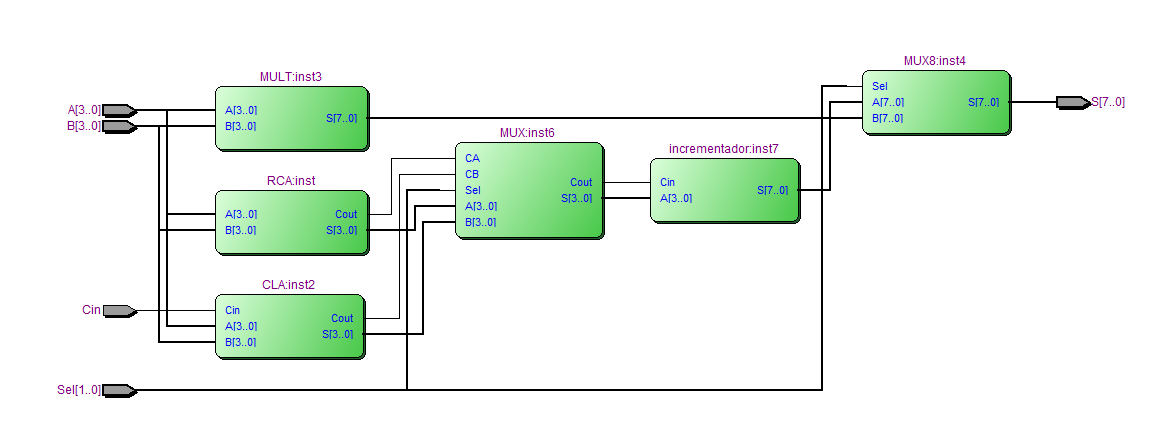 MUX8:inst4
Sel
A[7..0] S[7..0]
B[7..0]
S[7..0]
MULT:inst3
A[3..0]
B[3..0]
A[3..0]
B[3..0]
S[7..0]
MUX:inst6
CA
CB
Sel
A[3..0]
B[3..0]
Cout
S[3..0]
incrementador:inst7
Cin
A[3..0]
S[7..0]
RCA:inst
A[3..0] Cout
B[3..0] S[3..0]
CLA:inst2
Cin
Cin
A[3..0]
B[3..0]
Cout
S[3..0]
Sel[1..0]